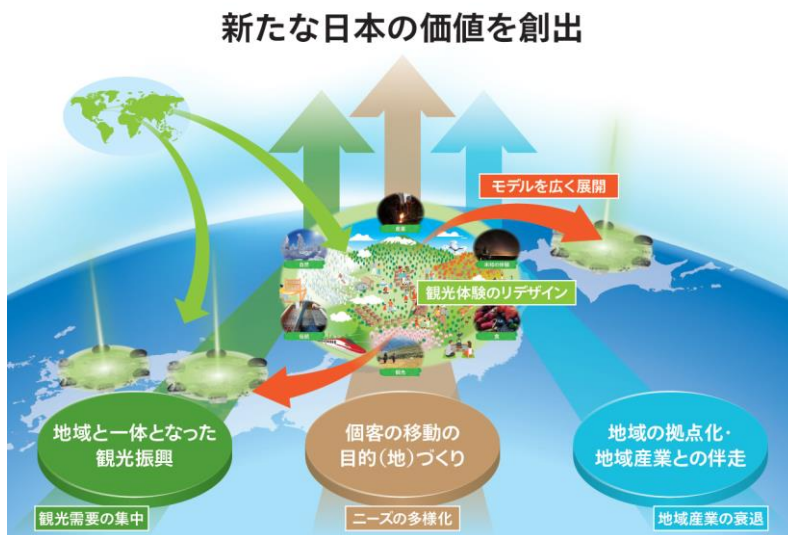 新たな日本の価値を創出
モデルを広く展開
観光体験のリデザイン
食
観光
地域と一体となった
観光振興
個客の移動の
目的(地)づくり
地域の拠点化・
地域産業との伴走
観光需要の集中
ニーズの多様化
地域産業の衰退